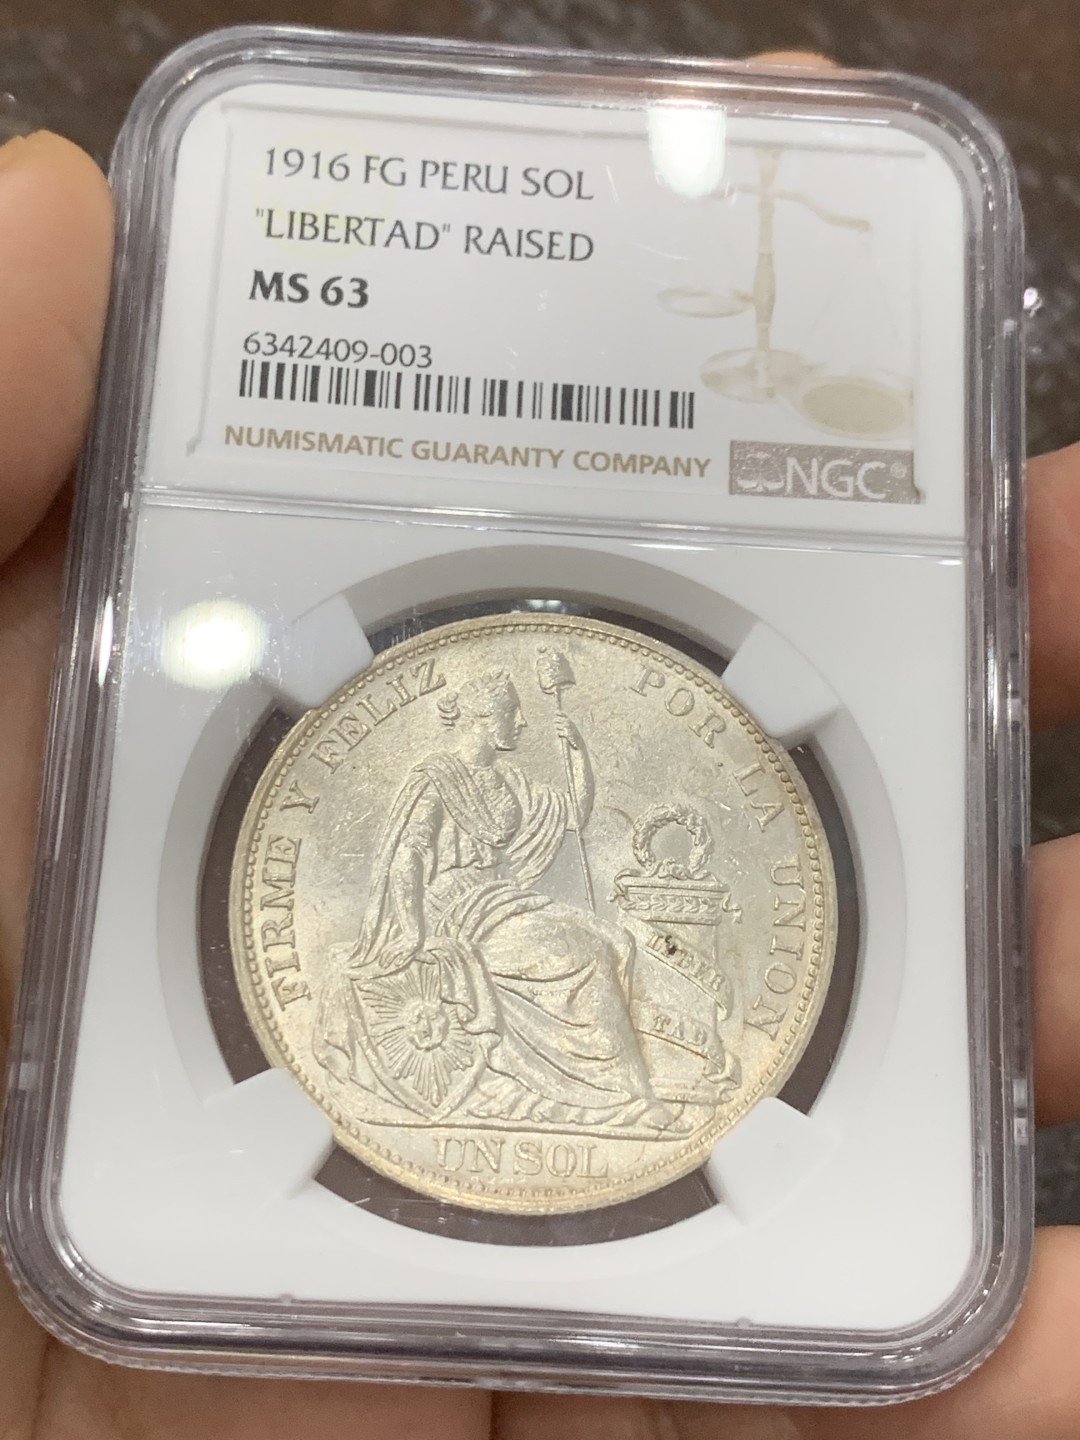 1916 FG PERU SOL
"LIBERTAD" RAISED
MS 63
6342409-003
NUMISMATIC GUARANTY COMPANY
NGC®
FIRME Y FELIZ POR LA UNION
LIBER
TAD
UN SOL